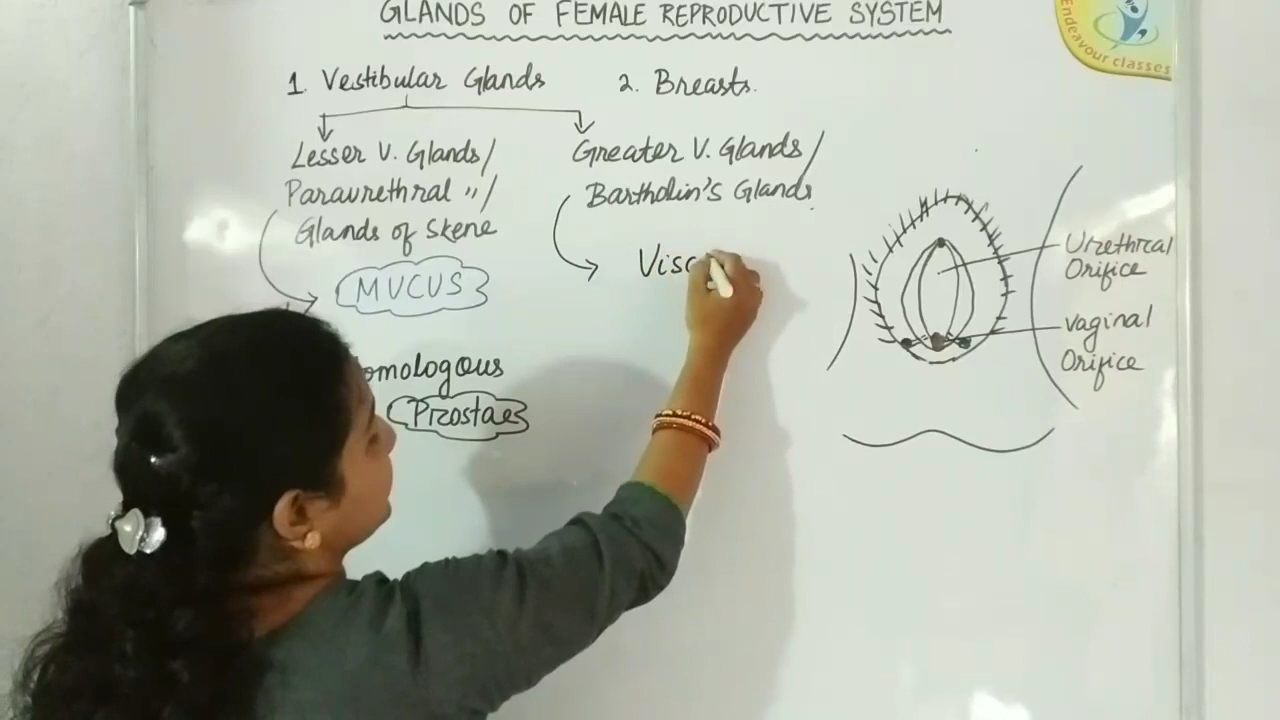 GLANDS OF FEMALE REPRODUCTIVE SYSTEM
Endeavour classes
1. Vestibular Glands
2. Breasts.
Lesser V. Glands/
Paraurethral "/
Glands of Skene
MUCUS
Greater V. Glands/
Bartholin's Glands
Visc
omologous
Prostae
Urethral
Orifice
Vaginal
Orifice